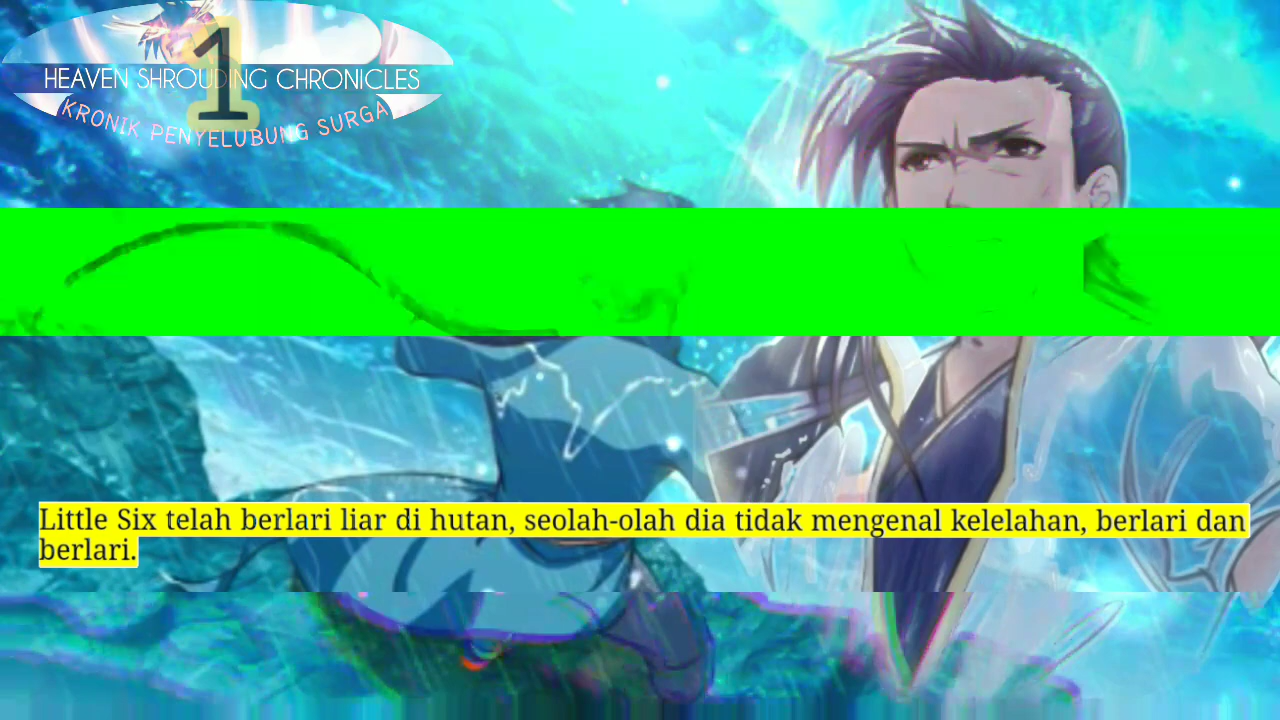 1
HEAVEN SHROUDING CHRONICLES
KRONIK PENYELUBUNG SURGA
Little Six telah berlari liar di hutan, seolah-olah dia tidak mengenal kelelahan, berlari dan
berlari.